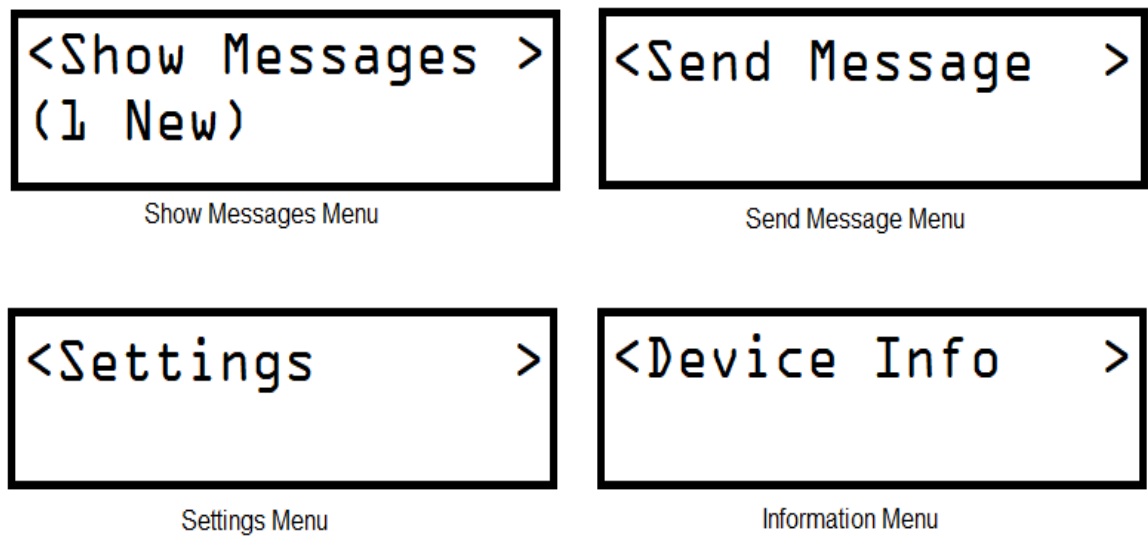 <Show Messages >
(1 New)
Show Messages Menu
<Send Message >
Send Message Menu
<Settings >
Settings Menu
<Device Info >
Information Menu